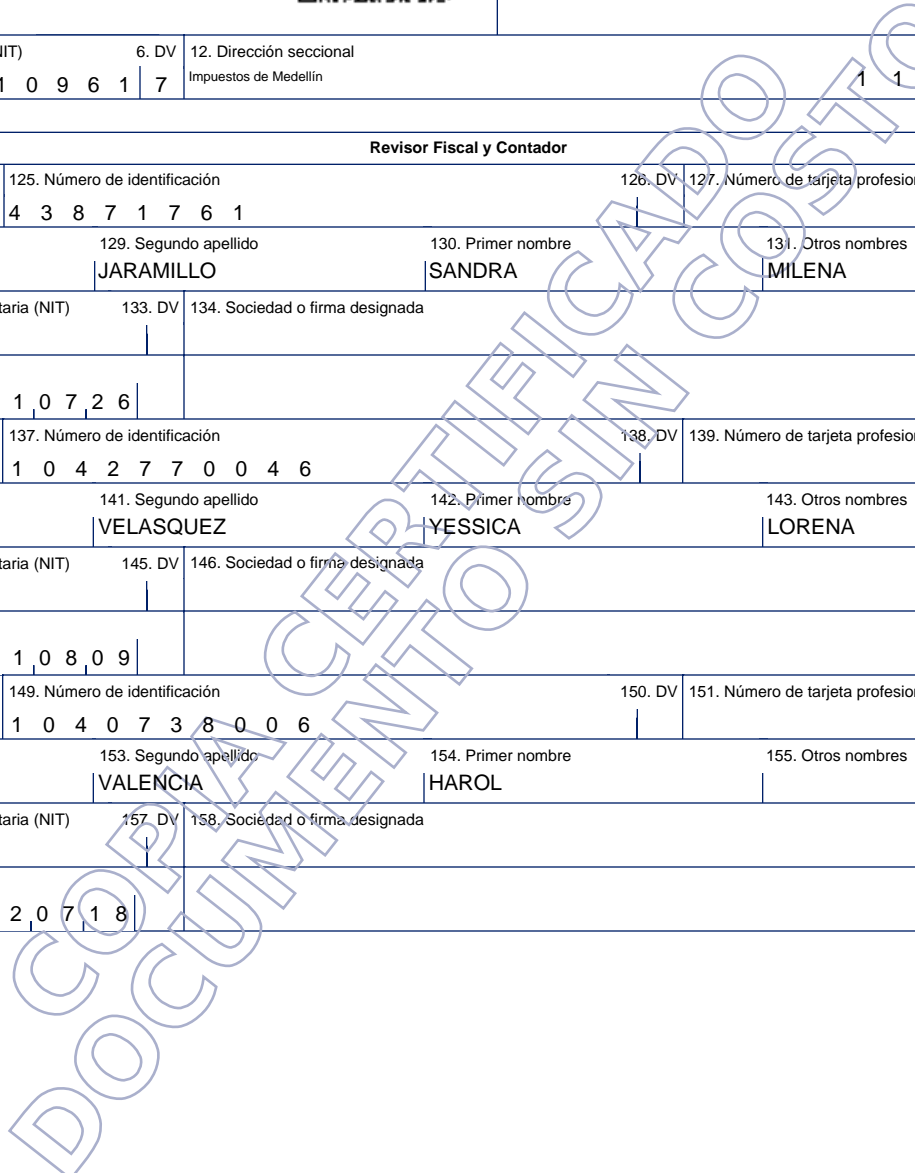 NIT) 6. DV 12. Dirección seccional
1 0 9 6 1 7 Impuestos de Medellín 1 1
Revisor Fiscal y Contador
125. Número de identificación 126. DV 127. Número de tarjeta profesion
4 3 8 7 1 7 6 1
129. Segundo apellido 130. Primer nombre 131. Otros nombres
JARAMILLO SANDRA MILENA
taria (NIT) 133. DV 134. Sociedad o firma designada
1 0 7 2 6
137. Número de identificación 138. DV 139. Número de tarjeta profesion
1 0 4 2 7 7 0 0 4 6
141. Segundo apellido 142. Primer nombre 143. Otros nombres
VELASQUEZ YESSICA LORENA
taria (NIT) 145. DV 146. Sociedad o firma designada
1 0 8 0 9
149. Número de identificación 150. DV 151. Número de tarjeta profesion
1 0 4 0 7 3 8 0 0 6
153. Segundo apellido 154. Primer nombre 155. Otros nombres
VALENCIA HAROL
taria (NIT) 157. DV 158. Sociedad o firma designada
2 0 7 1 8
COPIA CERTIFICADO
DOCUMENTO SIN COSTO